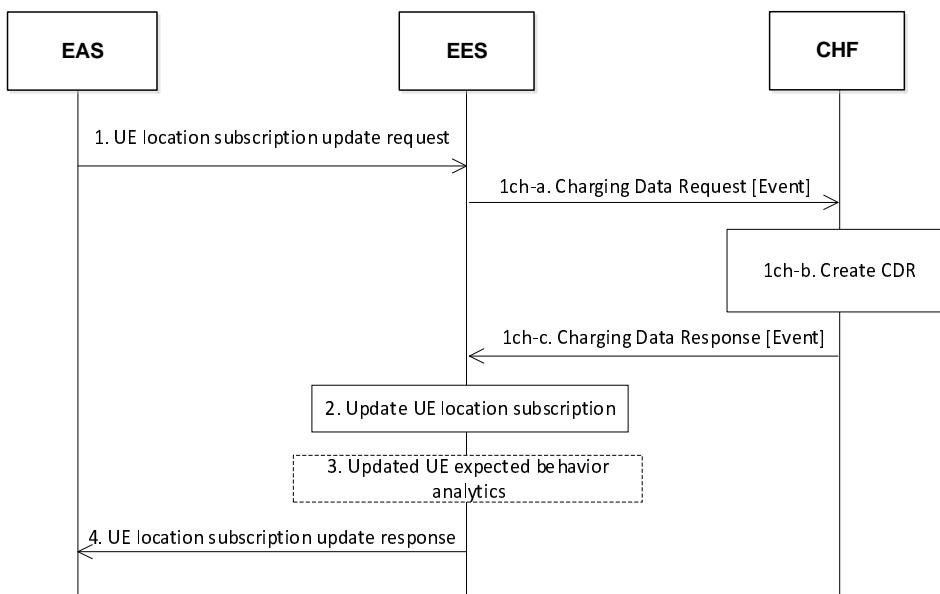 EAS
EES
CHF
1. UE location subscription update request
1ch-a. Charging Data Request [Event]
1ch-b. Create CDR
1ch-c. Charging Data Response [Event]
2. Update UE location subscription
3. Updated UE expected behavior
analytics
4. UE location subscription update response